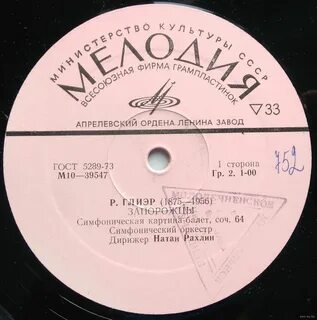 МИНИСТЕРСТВО КУЛЬТУРЫ СССР
МЕЛОДИЯ
ВСЕСОЮЗНАЯ ФИРМА ГРАМПЛАСТИНОК
▽33
АПРЕЛЕВСКИЙ ОРДЕНА ЛЕНИНА ЗАВОД
ГОСТ 5289-73
М10—39547
1 сторона
Гр. 2. 1-00
752
Р. ГЛИЭР (1875—1956)
ЗАПОРОЖЦЫ
Симфоническая картина-балет, соч. 64
Симфонический оркестр
Дирижер Натан Рахлин